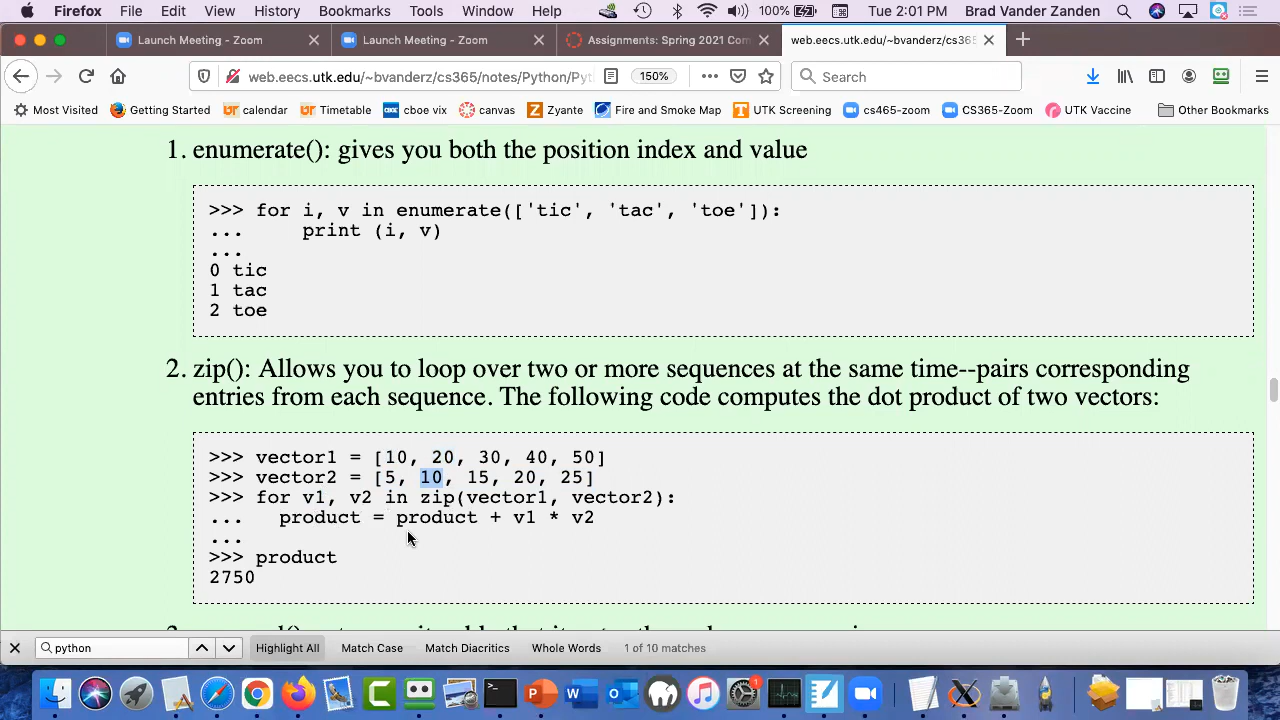 Firefox File Edit View History Bookmarks Tools Window Help 100% Tue 2:01 PM Brad Vander Zanden
Launch Meeting - Zoom Launch Meeting - Zoom Assignments: Spring 2021 Com web.eecs.utk.edu/~bvanderz/cs365
web.eecs.utk.edu/~bvanderz/cs365/notes/Python/Pyt 150% Search
Most Visited Getting Started calendar Timetable cboe vix canvas Zyante Fire and Smoke Map UTK Screening cs465-zoom CS365-Zoom UTK Vaccine Other Bookmarks
1. enumerate(): gives you both the position index and value
>>> for i, v in enumerate(['tic', 'tac', 'toe']):
... print (i, v)
...
0 tic
1 tac
2 toe
2. zip(): Allows you to loop over two or more sequences at the same time--pairs corresponding
entries from each sequence. The following code computes the dot product of two vectors:
>>> vector1 = [10, 20, 30, 40, 50]
>>> vector2 = [5, 10, 15, 20, 25]
>>> for v1, v2 in zip(vector1, vector2):
... product = product + v1 * v2
...
>>> product
2750
python Highlight All Match Case Match Diacritics Whole Words 1 of 10 matches